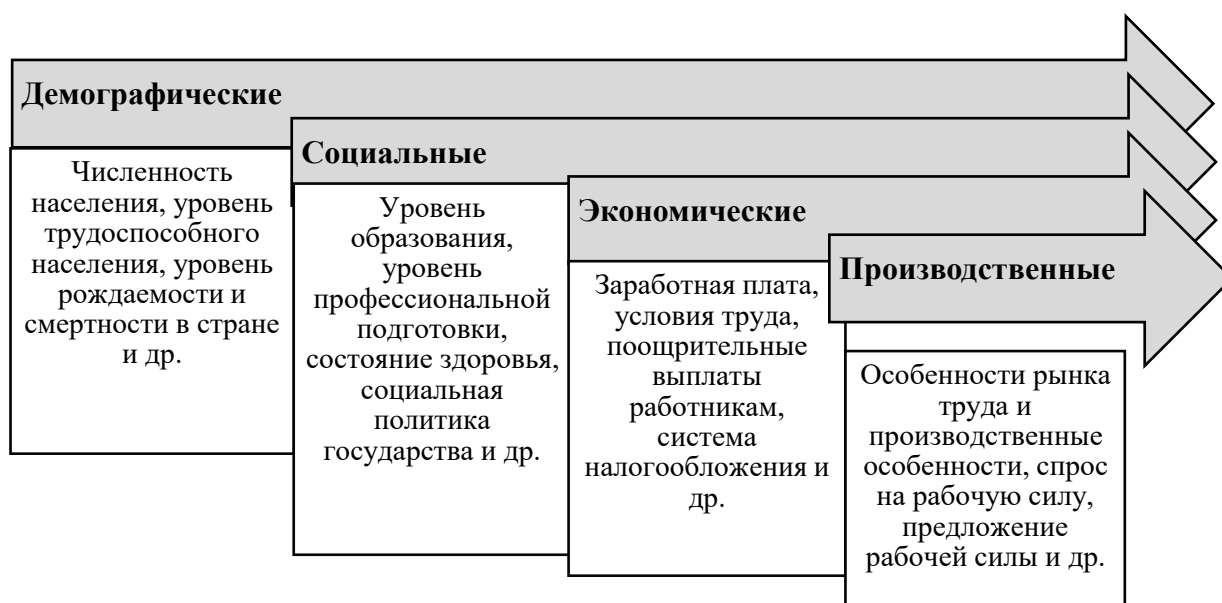 Демографические
Численность
населения, уровень
трудоспособного
населения, уровень
рождаемости и
смертности в стране
и др.
Социальные
Уровень
образования,
уровень
профессиональной
подготовки,
состояние здоровья,
социальная
политика
государства и др.
Экономические
Заработная плата,
условия труда,
поощрительные
выплаты
работникам,
система
налогообложения и
др.
Производственные
Особенности рынка
труда и
производственные
особенности, спрос
на рабочую силу,
предложение
рабочей силы и др.